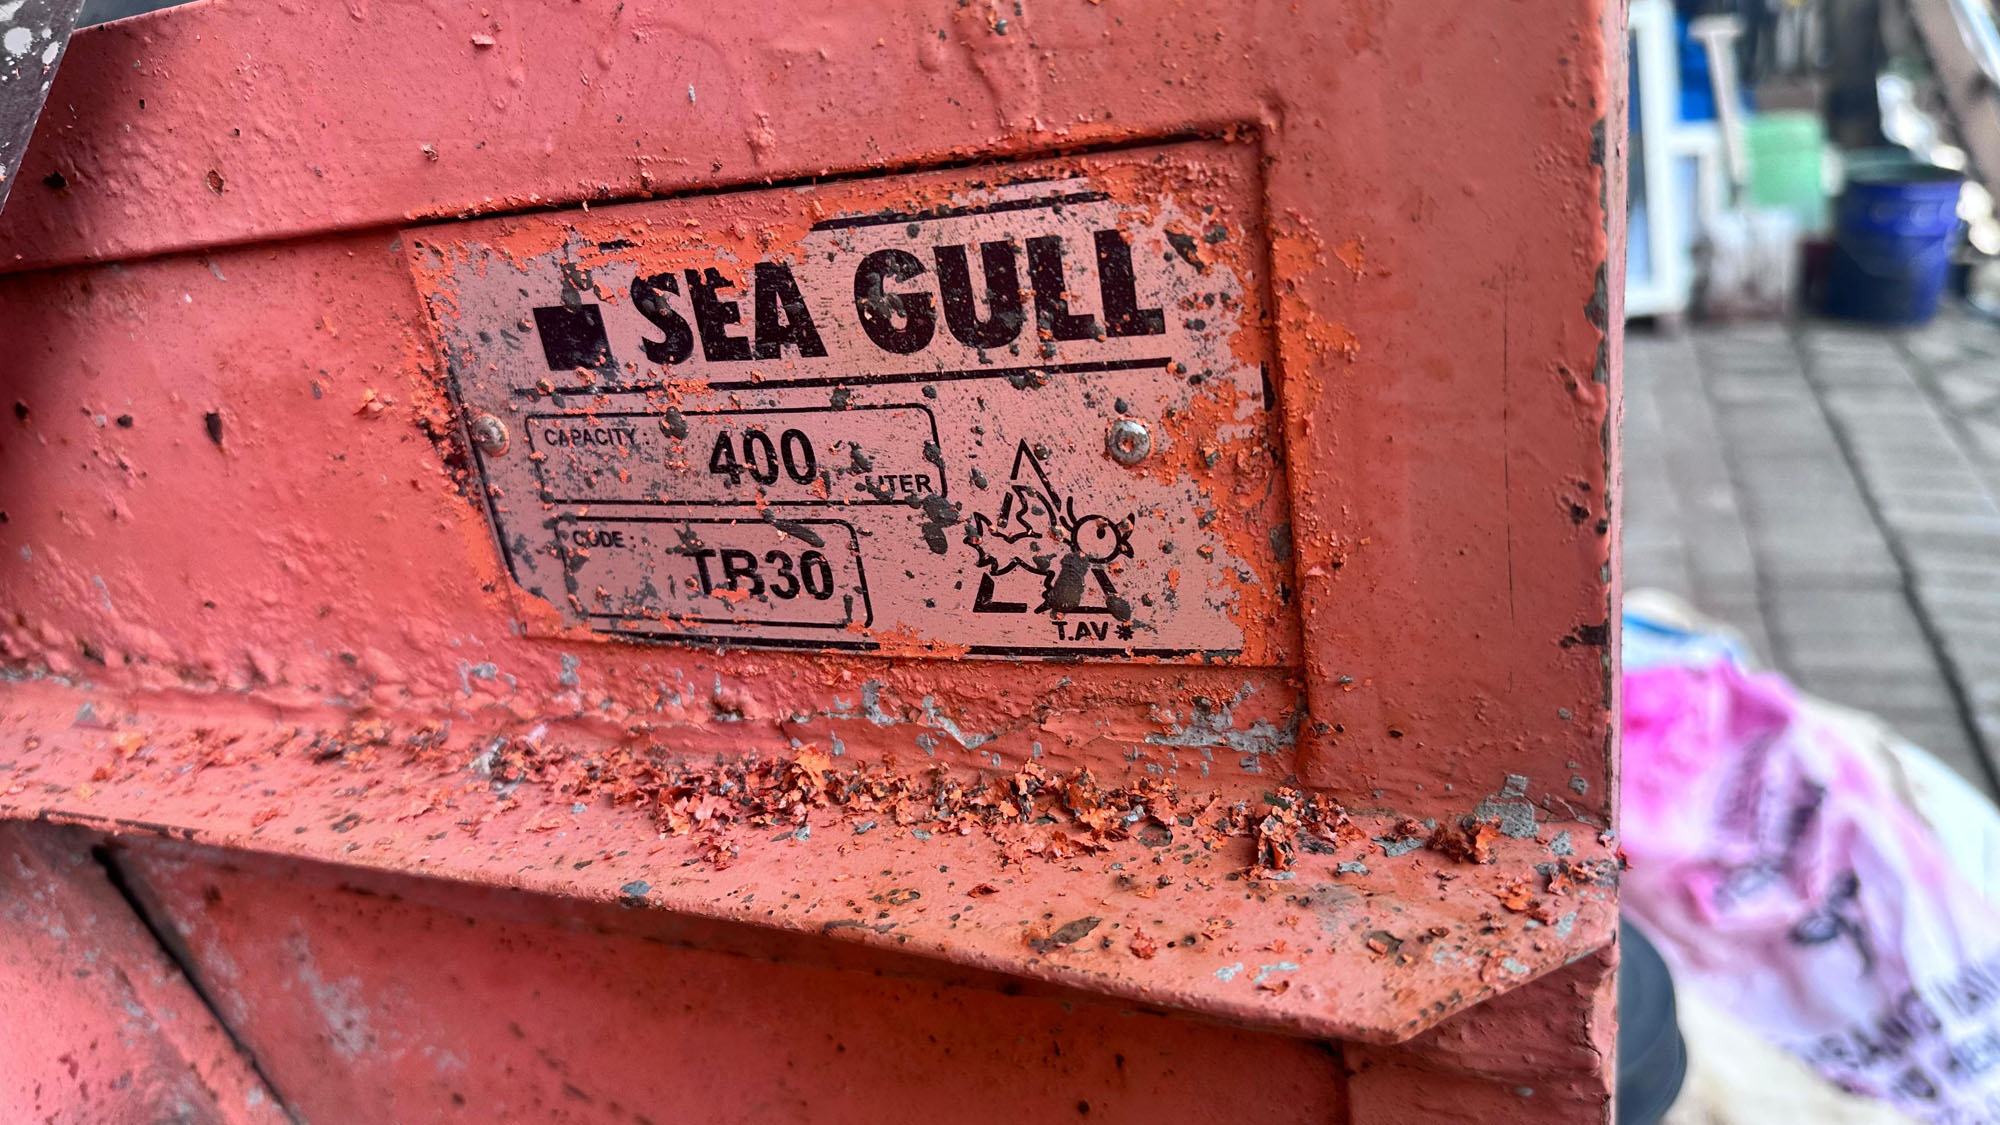 SEA GULL
CAPACITY :
400
LITER
CODE :
TB30
T.AV